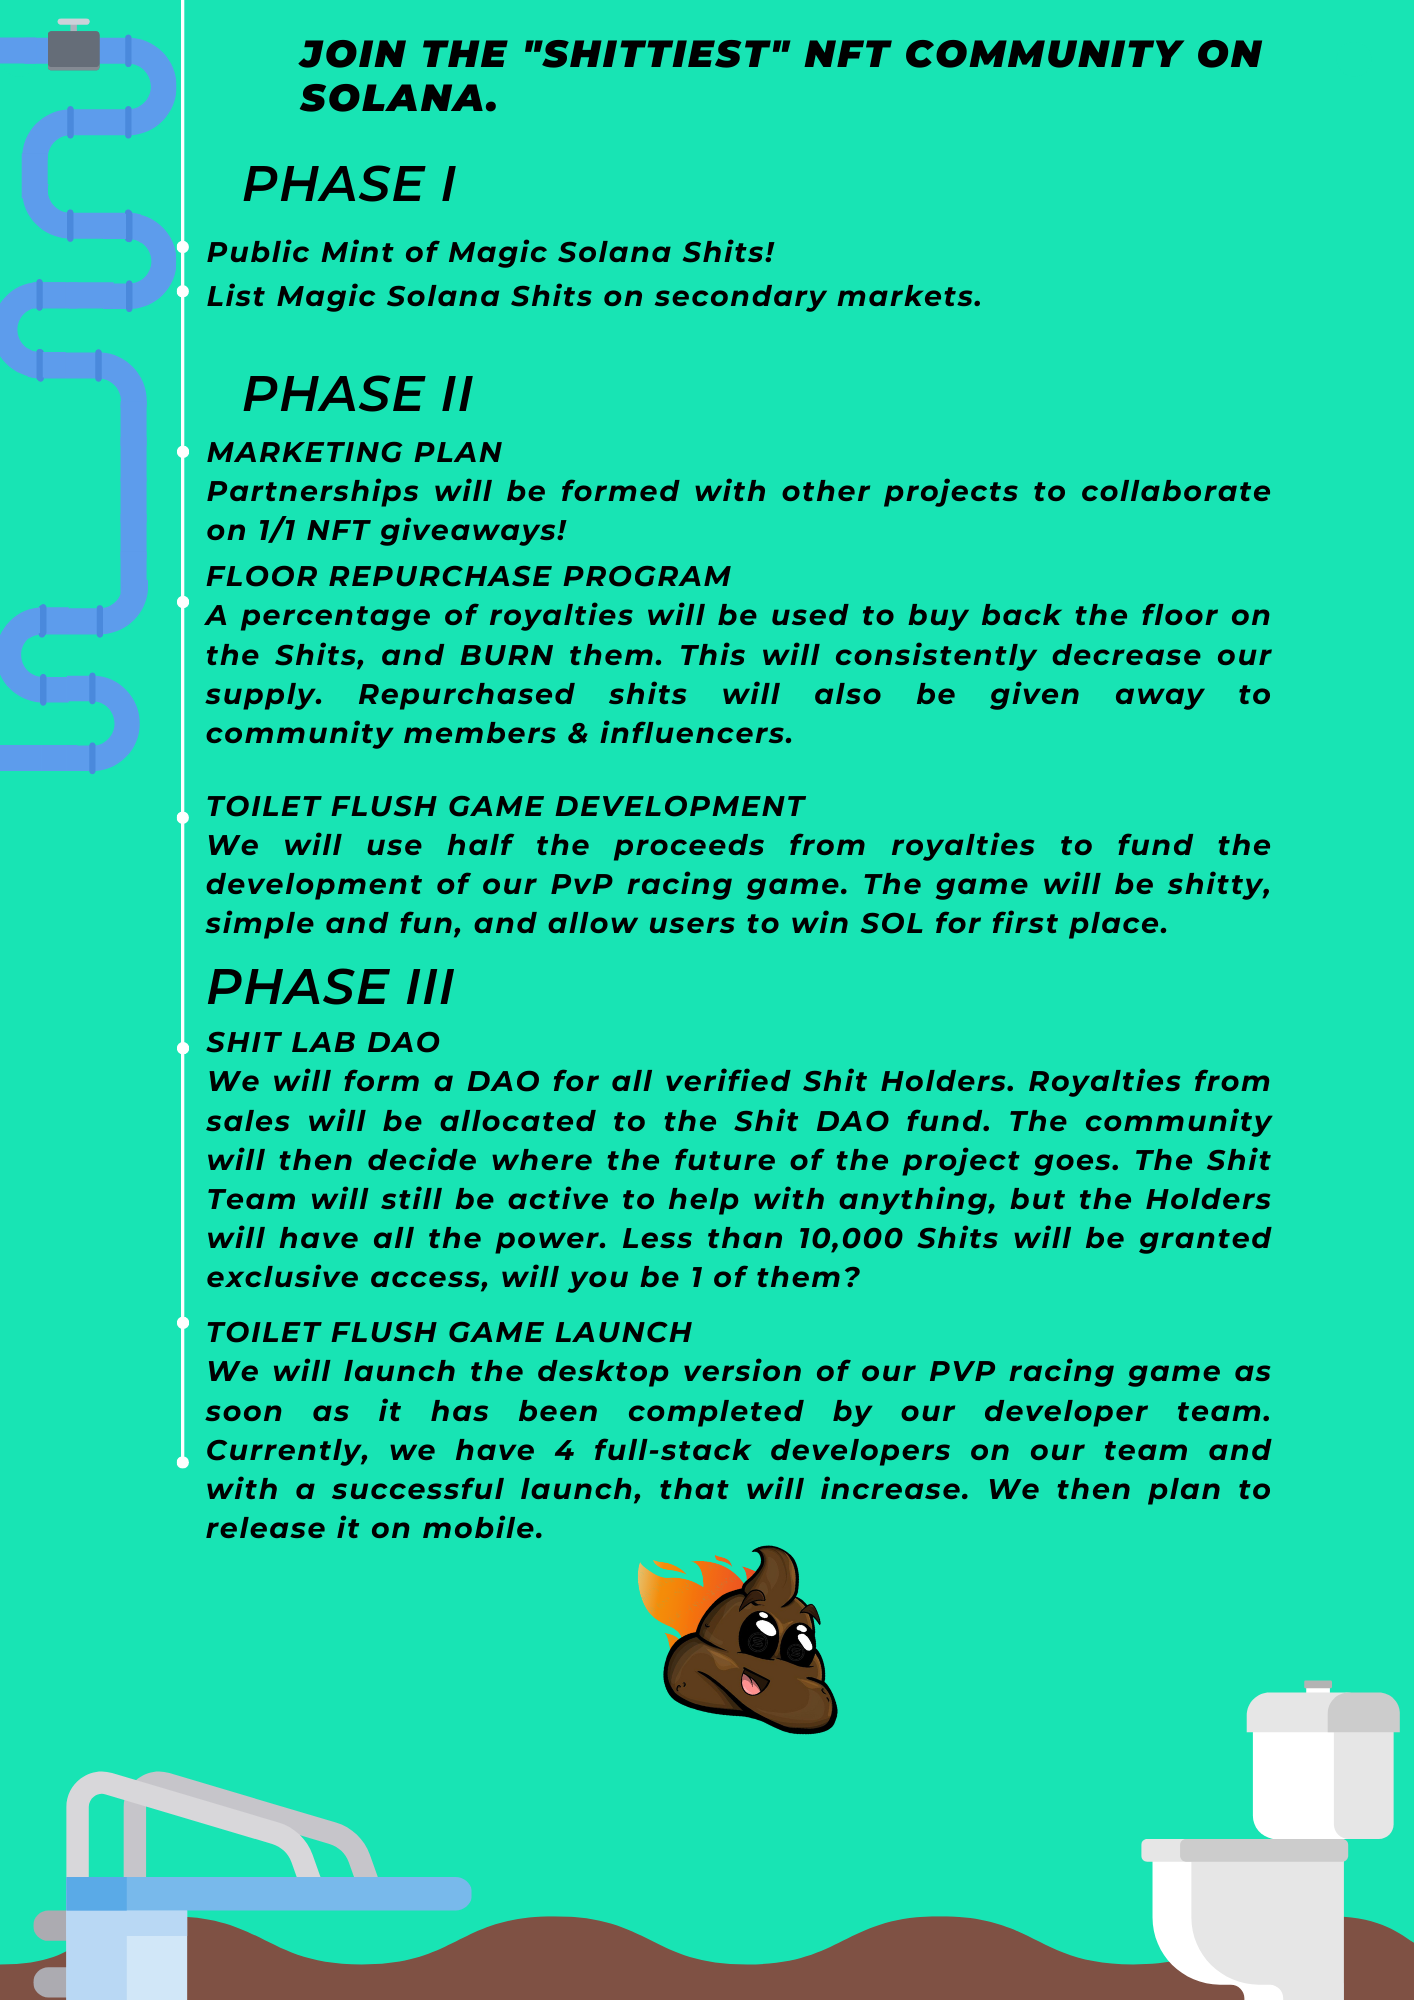 JOIN THE "SHITTIEST" NFT COMMUNITY ON
SOLANA.
PHASE I
Public Mint of Magic Solana Shits!
List Magic Solana Shits on secondary markets.
PHASE II
MARKETING PLAN
Partnerships will be formed with other projects to collaborate
on 1/1 NFT giveaways!
FLOOR REPURCHASE PROGRAM
A percentage of royalties will be used to buy back the floor on
the Shits, and BURN them. This will consistently decrease our
supply. Repurchased shits will also be given away to
community members & influencers.
TOILET FLUSH GAME DEVELOPMENT
We will use half the proceeds from royalties to fund the
development of our PvP racing game. The game will be shitty,
simple and fun, and allow users to win SOL for first place.
PHASE III
SHIT LAB DAO
We will form a DAO for all verified Shit Holders. Royalties from
sales will be allocated to the Shit DAO fund. The community
will then decide where the future of the project goes. The Shit
Team will still be active to help with anything, but the Holders
will have all the power. Less than 10,000 Shits will be granted
exclusive access, will you be 1 of them?
TOILET FLUSH GAME LAUNCH
We will launch the desktop version of our PVP racing game as
soon as it has been completed by our developer team.
Currently, we have 4 full-stack developers on our team and
with a successful launch, that will increase. We then plan to
release it on mobile.